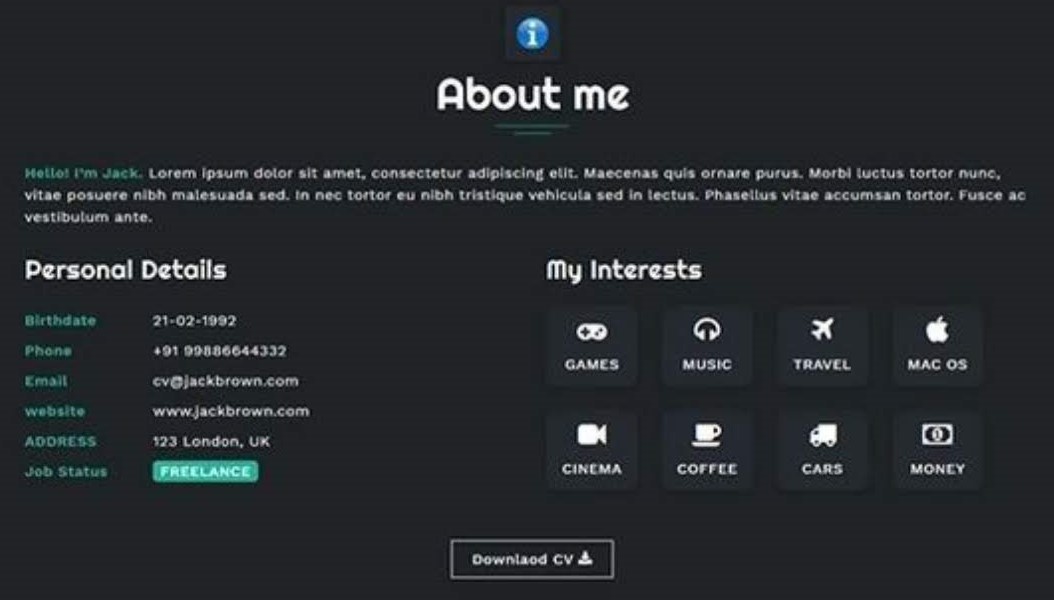 About me
Hello! I'm Jack. Lorem ipsum dolor sit amet, consectetur adipiscing elit. Maecenas quis ornare purus. Morbi luctus tortor nunc,
vitae posuere nibh malesuada sed. In nec tortor eu nibh tristique vehicula sed in lectus. Phasellus vitae accumsan tortor. Fusce ac
vestibulum ante.
Personal Details
Birthdate 21-02-1992
Phone +91 99886644332
Email cv@jackbrown.com
website www.jackbrown.com
ADDRESS 123 London, UK
Job Status FREELANCE
My Interests
GAMES MUSIC TRAVEL MAC OS
CINEMA COFFEE CARS MONEY
Downlaod CV